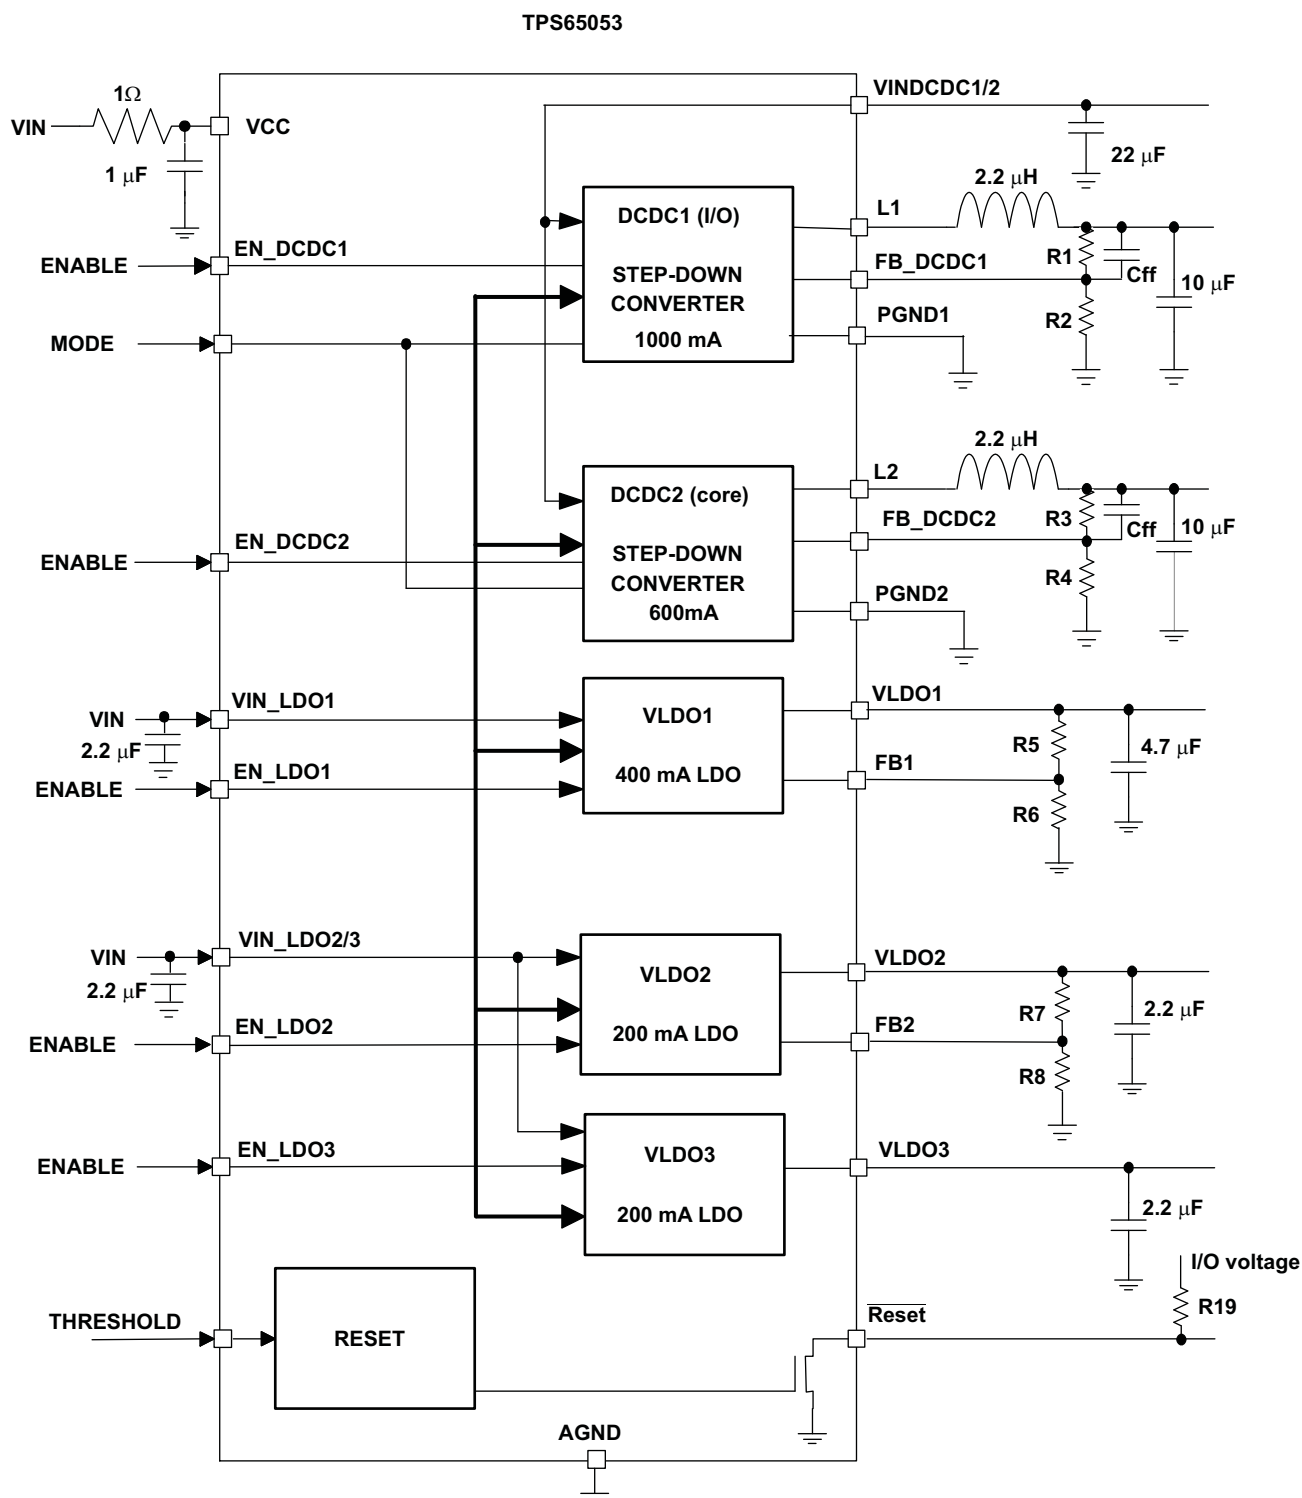 TPS65053
1Ω
VIN
VCC
1 μF
ENABLE
EN_DCDC1
MODE
VINDCDC1/2
22 μF
DCDC1 (I/O)
STEP-DOWN
CONVERTER
1000 mA
L1
2.2 μH
FB_DCDC1
R1
Cff
10 μF
R2
PGND1
ENABLE
EN_DCDC2
DCDC2 (core)
STEP-DOWN
CONVERTER
600mA
L2
2.2 μH
FB_DCDC2
R3
Cff
10 μF
R4
PGND2
VIN
2.2 μF
VIN_LDO1
ENABLE
EN_LDO1
VLDO1
400 mA LDO
VLDO1
R5
4.7 μF
FB1
R6
VIN
2.2 μF
VIN_LDO2/3
ENABLE
EN_LDO2
VLDO2
200 mA LDO
VLDO2
R7
2.2 μF
FB2
R8
ENABLE
EN_LDO3
VLDO3
200 mA LDO
VLDO3
2.2 μF
I/O voltage
R19
THRESHOLD
RESET
Reset
AGND